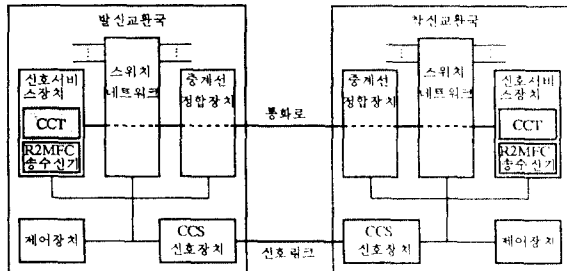 발신교환국
착신교환국
신호서비
스장치
CCT
R2MFC
송수신기
스위치
네트워크
중계선
정합장치
통화로
중계선
정합장치
스위치
네트워크
신호서비
스장치
CCT
R2MFC
송수신기
제어장치
CCS
신호장치
신호링크
CCS
신호장치
제어장치